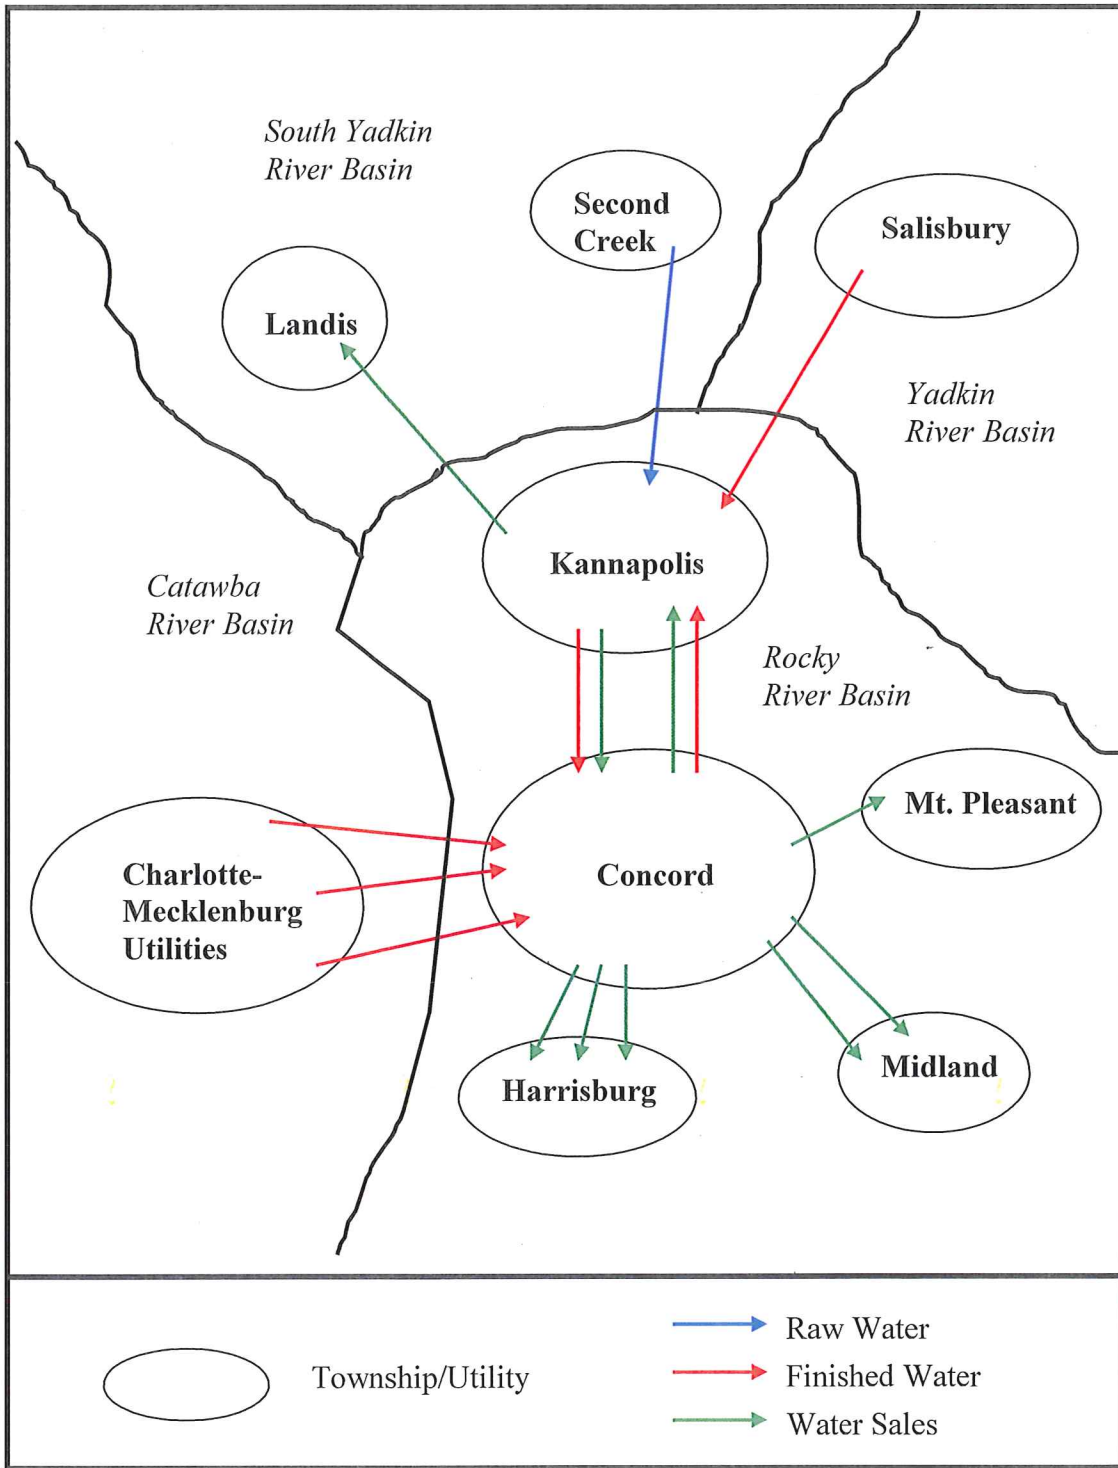 South Yadkin
River Basin
Second
Creek
Salisbury
Landis
Yadkin
River Basin
Kannapolis
Catawba
River Basin
Rocky
River Basin
Mt. Pleasant
Charlotte-
Mecklenburg
Utilities
Concord
Harrisburg
Midland
Township/Utility
Raw Water
Finished Water
Water Sales